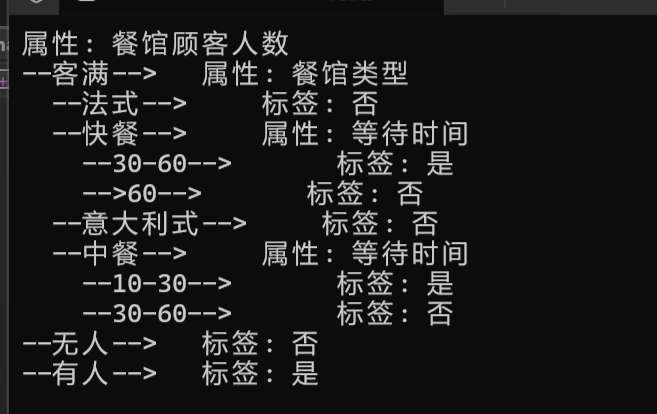 属性: 餐馆顾客人数
--客满--> 属性: 餐馆类型
--法式--> 标签: 否
--快餐--> 属性: 等待时间
--30-60--> 标签: 是
-->60--> 标签: 否
--意大利式--> 标签: 否
--中餐--> 属性: 等待时间
--10-30--> 标签: 是
--30-60--> 标签: 否
--无人--> 标签: 否
--有人--> 标签: 是